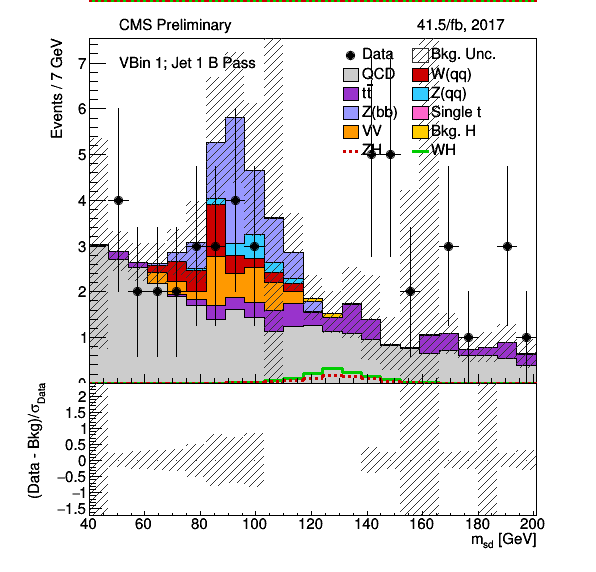 CMS Preliminary 41.5/fb, 2017
VBin 1; Jet 1 B Pass
Data Bkg. Unc.
QCD W(qq)
tt̅ Z(qq)
Z(bb) Single t
VV Bkg. H
ZH WH
Events / 7 GeV
7
6
5
4
3
2
1
0
(Data - Bkg)/σData
2
1.5
1
0.5
0
−0.5
−1
−1.5
40 60 80 100 120 140 160 180 200
msd [GeV]